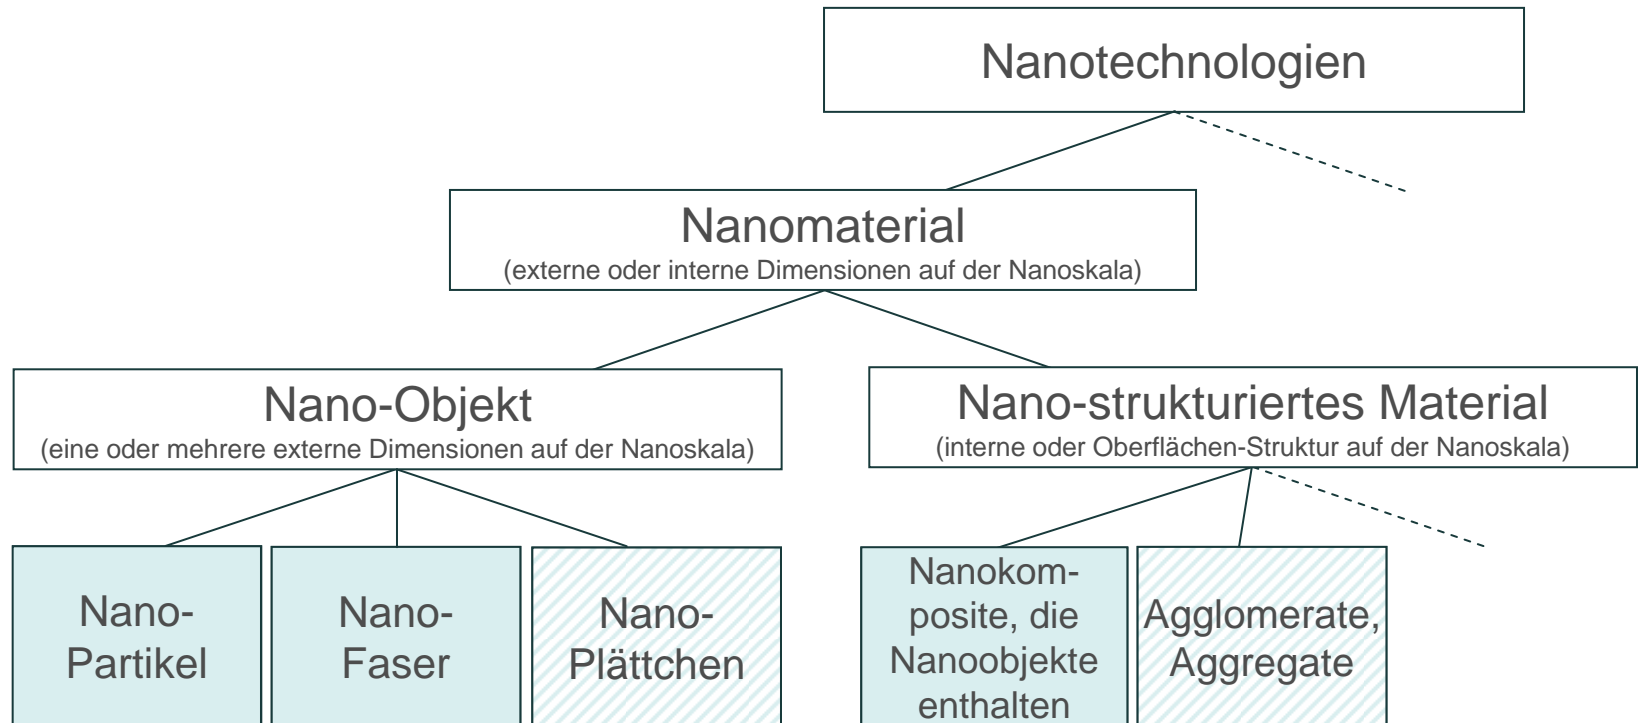 Nanotechnologien
Nanomaterial
(externe oder interne Dimensionen auf der Nanoskala)
Nano-Objekt
(eine oder mehrere externe Dimensionen auf der Nanoskala)
Nano-strukturiertes Material
(interne oder Oberflächen-Struktur auf der Nanoskala)
Nano-
Partikel
Nano-
Faser
Nano-
Plättchen
Nanokom-
posite, die
Nanoobjekte
enthalten
Agglomerate,
Aggregate